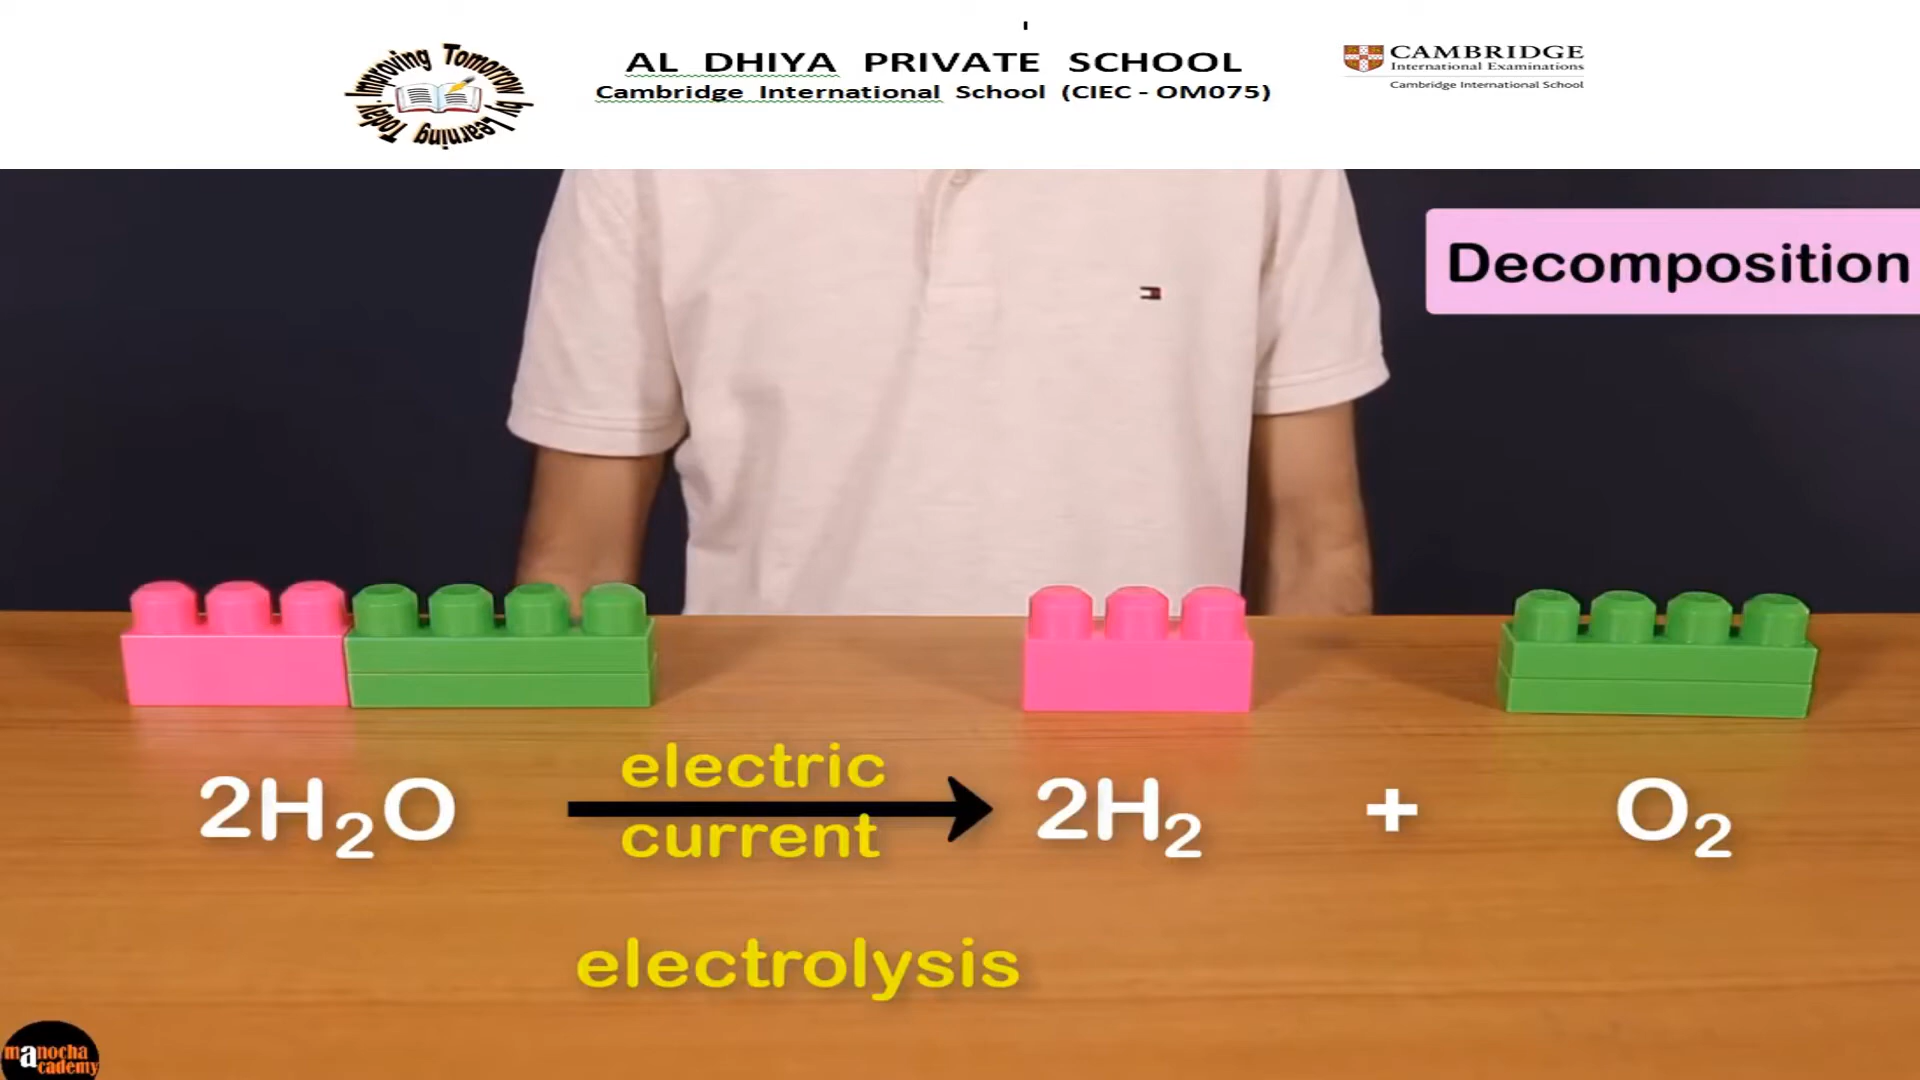 Improving Tomorrow by Learning Today.
AL DHIYA PRIVATE SCHOOL
Cambridge International School (CIEC - OM075)
CAMBRIDGE
International Examinations
Cambridge International School
Decomposition
electric
2H₂O → 2H₂ + O₂
current
electrolysis
manocha
academy